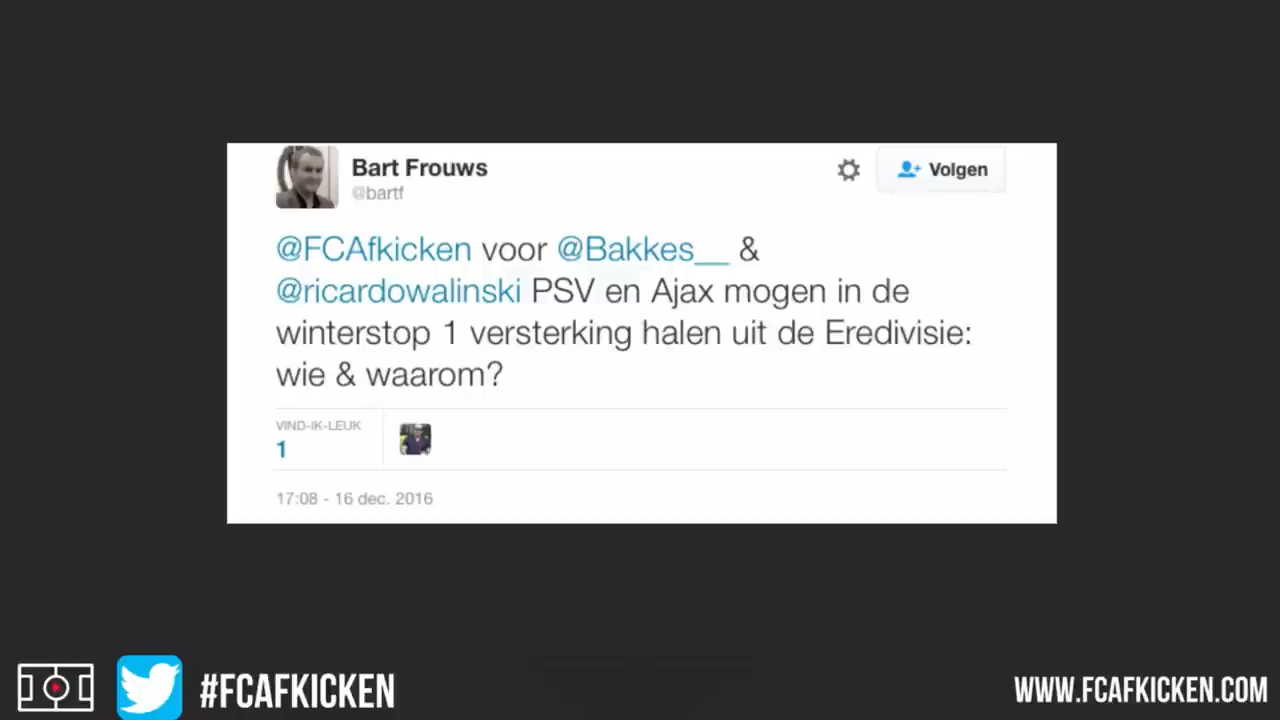 Bart Frouws
@bartf
Volgen
@FCAfkicken voor @Bakkes__ &
@ricardowalinski PSV en Ajax mogen in de
winterstop 1 versterking halen uit de Eredivisie:
wie & waarom?
VIND-IK-LEUK
1
17:08 - 16 dec. 2016
#FCAFKICKEN
WWW.FCAFKICKEN.COM